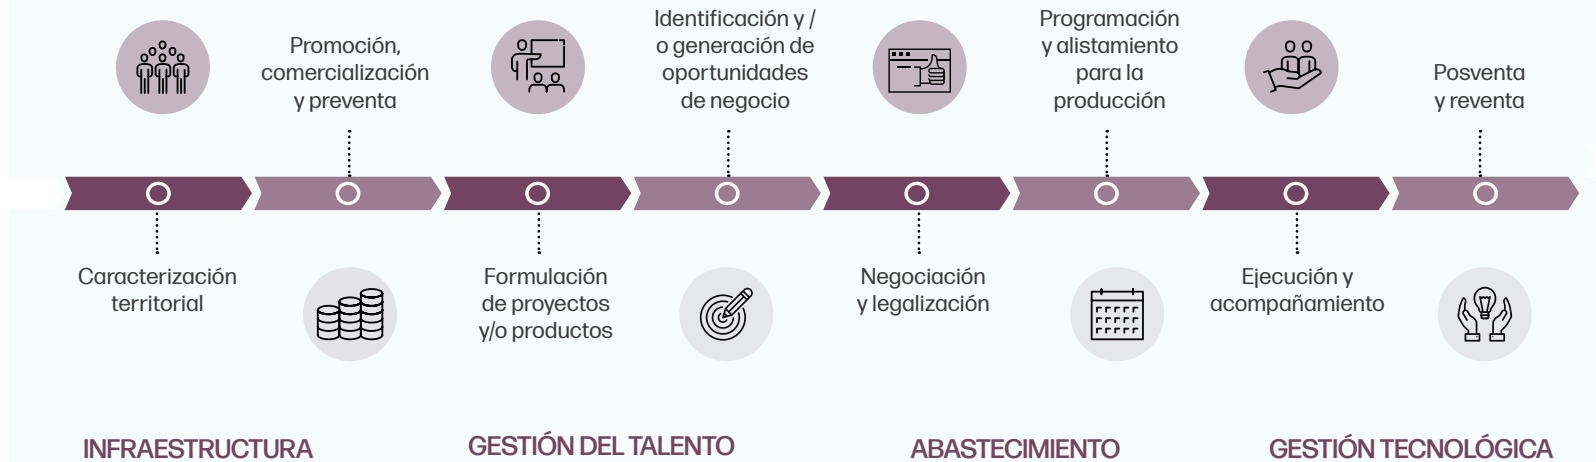 Caracterización
territorial
Promoción,
comercialización
y preventa
Formulación
de proyectos
y/o productos
Identificación y /
o generación de
oportunidades
de negocio
Negociación
y legalización
Programación
y alistamiento
para la
producción
Ejecución y
acompañamiento
Posventa
y reventa
INFRAESTRUCTURA
GESTIÓN DEL TALENTO
ABASTECIMIENTO
GESTIÓN TECNOLÓGICA